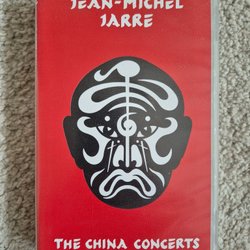 JEAN-MICHEL
JARRE
THE CHINA CONCERTS